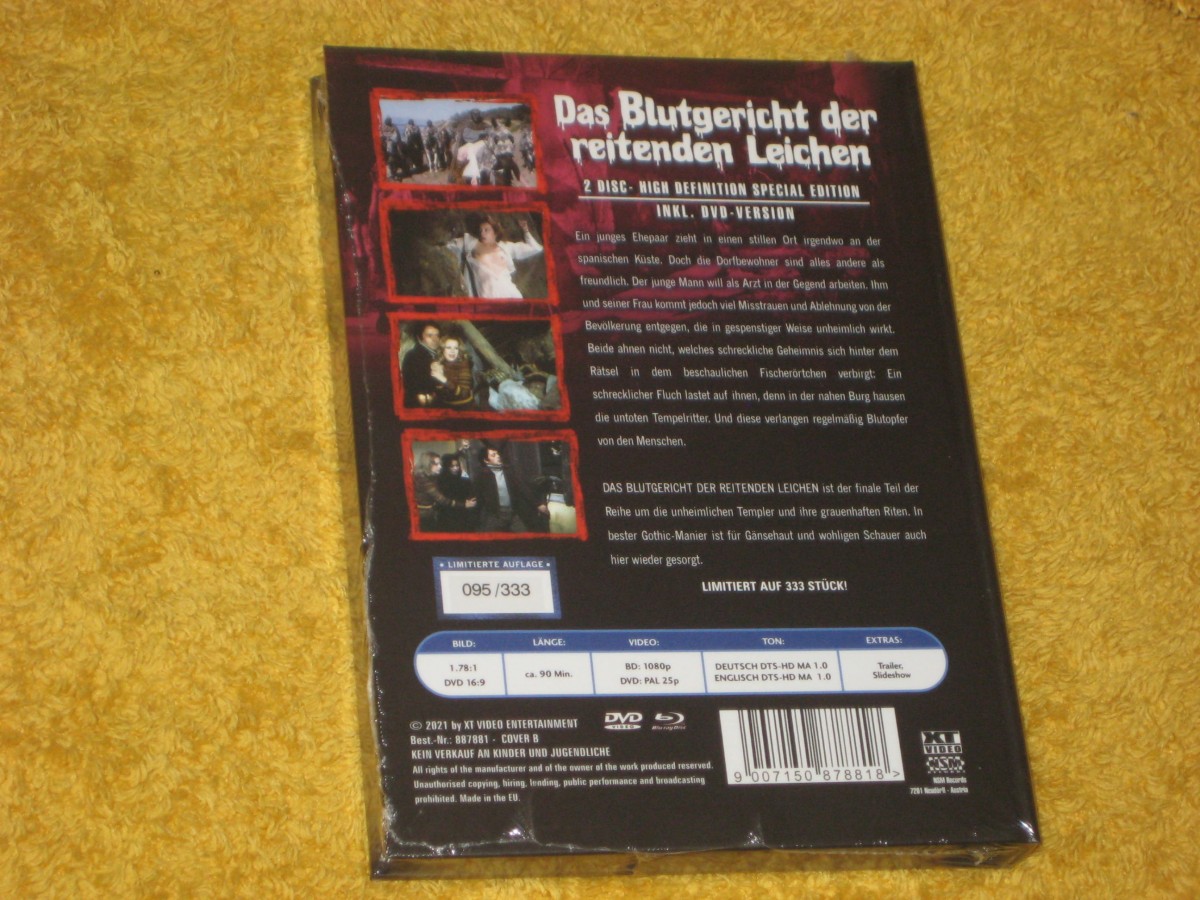 Das Blutgericht der
reitenden Leichen
2 DISC- HIGH DEFINITION SPECIAL EDITION
INKL. DVD-VERSION
Ein junges Ehepaar zieht in einen stillen Ort irgendwo an der
spanischen Küste. Doch die Dorfbewohner sind alles andere als
freundlich. Der junge Mann will als Arzt in der Gegend arbeiten. Ihm
und seiner Frau kommt jedoch viel Misstrauen und Ablehnung von der
Bevölkerung entgegen, die in gespenstiger Weise unheimlich wirkt.
Beide ahnen nicht, welches schreckliche Geheimnis sich hinter dem
Rätsel in dem beschaulichen Fischerörtchen verbirgt: Ein
schrecklicher Fluch lastet auf ihnen, denn in der nahen Burg hausen
die untoten Tempelritter. Und diese verlangen regelmäßig Blutopfer
von den Menschen.
DAS BLUTGERICHT DER REITENDEN LEICHEN ist der finale Teil der
Reihe um die unheimlichen Templer und ihre grauenhaften Riten. In
bester Gothic-Manier ist für Gänsehaut und wohligen Schauer auch
hier wieder gesorgt.
LIMITIERT AUF 333 STÜCK!
• LIMITIERTE AUFLAGE •
095/333
BILD: LÄNGE: VIDEO: TON: EXTRAS:
1.78:1
DVD 16:9
ca. 90 Min.
BD: 1080p
DVD: PAL 25p
DEUTSCH DTS-HD MA 1.0
ENGLISCH DTS-HD MA 1.0
Trailer,
Slideshow
© 2021 by XT VIDEO ENTERTAINMENT
Best.-Nr.: 887881 - COVER B
KEIN VERKAUF AN KINDER UND JUGENDLICHE
All rights of the manufacturer and of the owner of the work produced reserved.
Unauthorised copying, hiring, lending, public performance and broadcasting
prohibited. Made in the EU.
DVD
VIDEO
Blu-ray Disc
9 007150 878818 >
XT
VIDEO
NSM
NSM Records
7201 Neudörfl - Austria